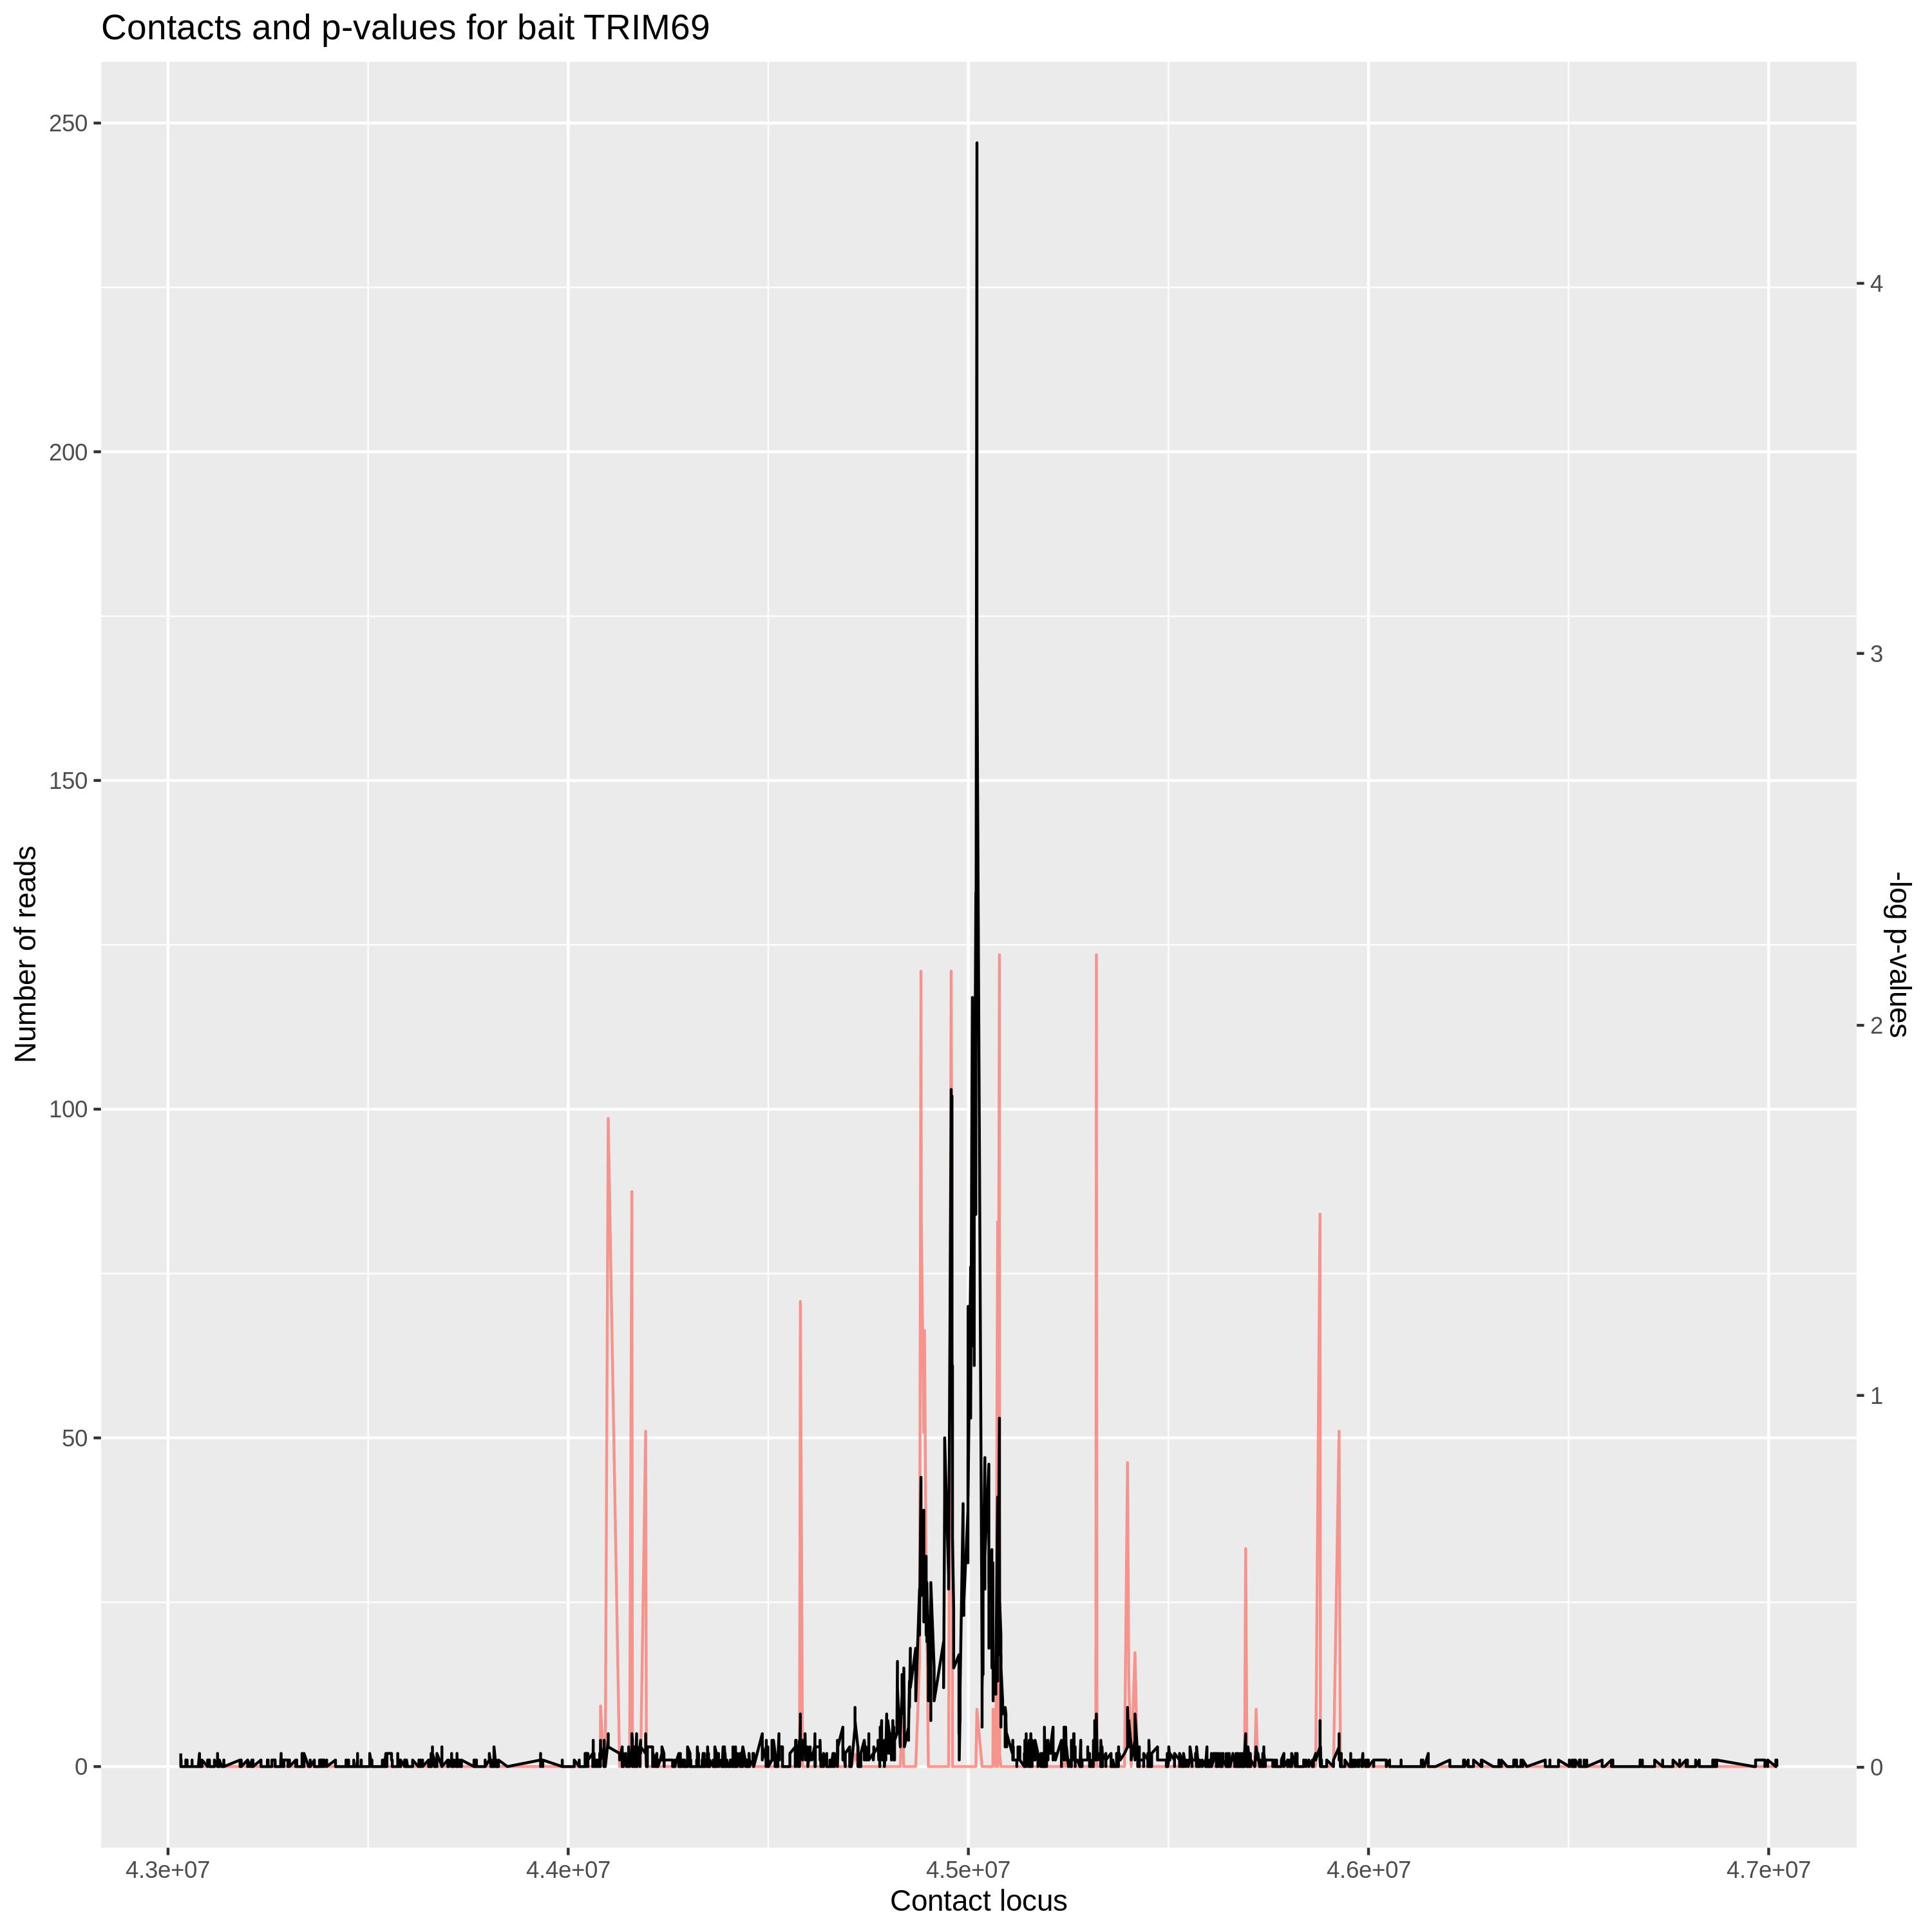 Contacts and p-values for bait TRIM69
250
200
150
100
50
0
Number of reads
4
3
2
1
0
-log p-values
4.3e+07
4.4e+07
4.5e+07
4.6e+07
4.7e+07
Contact locus